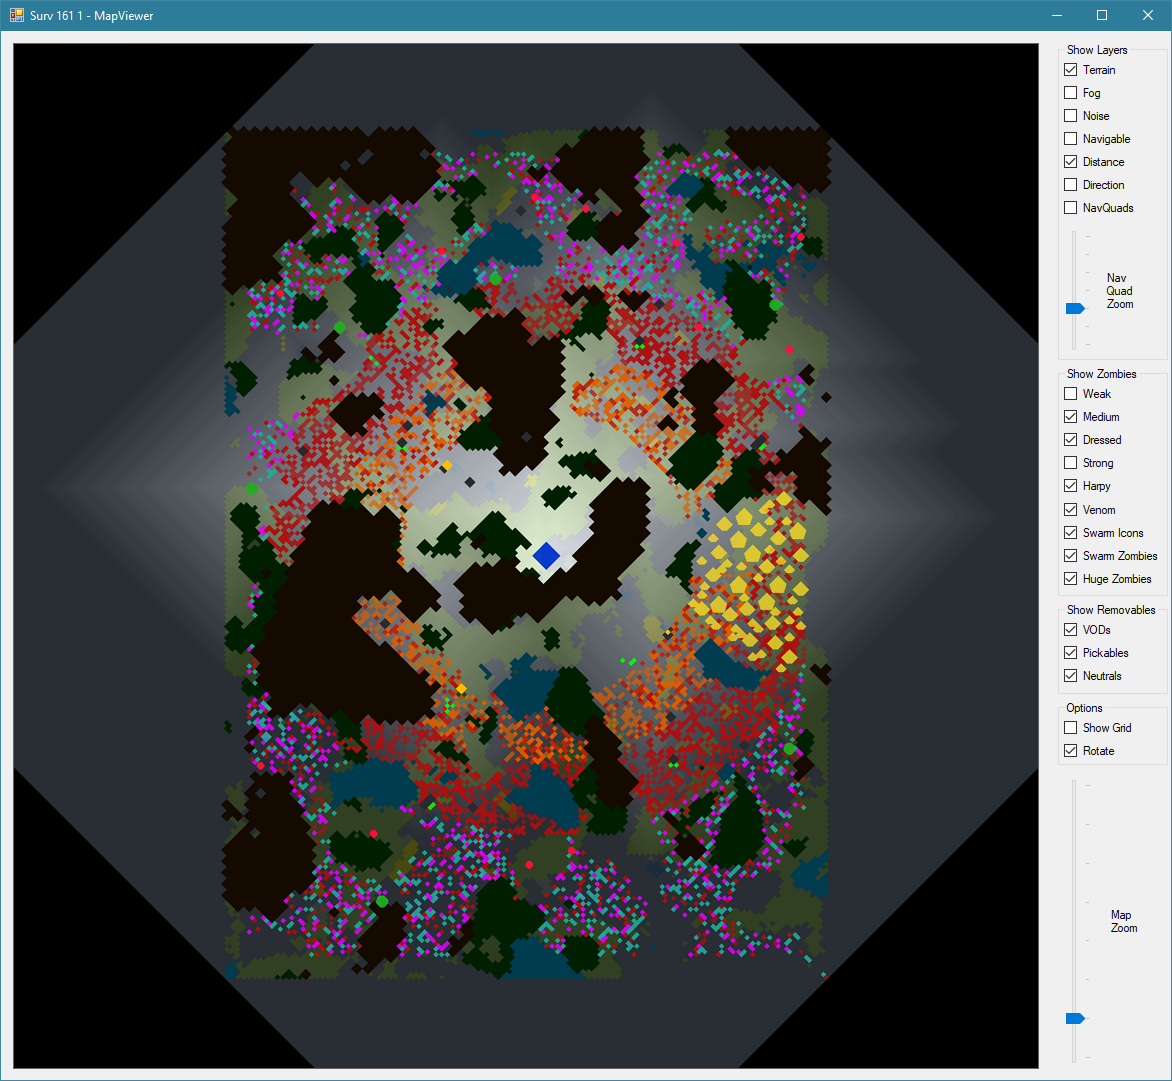 Surv 161 1 - MapViewer
Show Layers
Terrain
Fog
Noise
Navigable
Distance
Direction
NavQuads
Nav
Quad
Zoom
Show Zombies
Weak
Medium
Dressed
Strong
Harpy
Venom
Swarm Icons
Swarm Zombies
Huge Zombies
Show Removables
VODs
Pickables
Neutrals
Options
Show Grid
Rotate
Map
Zoom